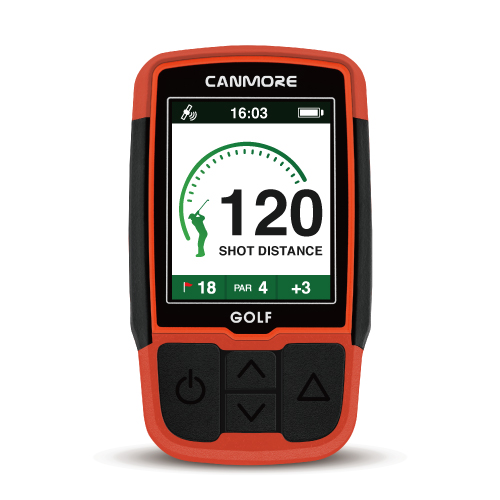 CANMORE
16:03
120
SHOT DISTANCE
18 PAR 4 +3
GOLF